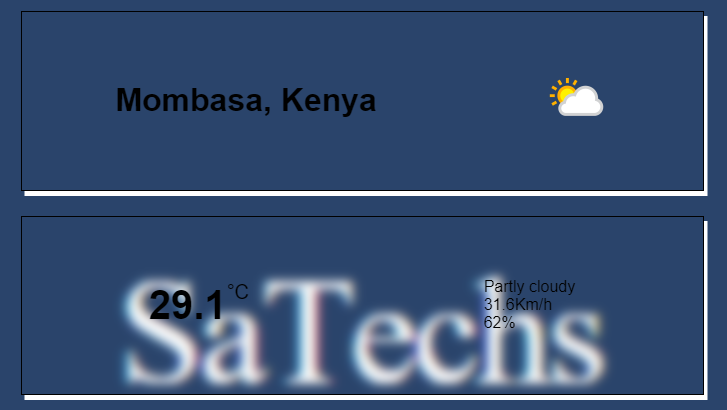 Mombasa, Kenya
29.1°C
Partly cloudy
31.6Km/h
62%
SaTechs